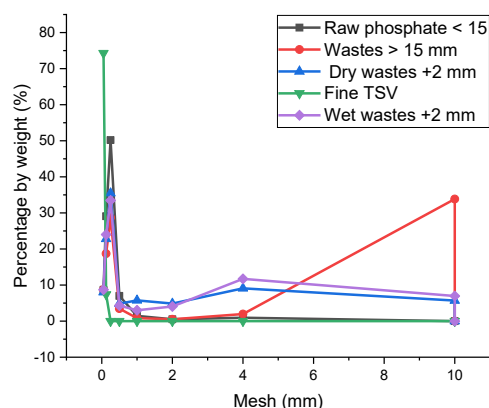 80
70
60
50
40
30
20
10
0
-10
Percentage by weight (%)
Raw phosphate < 15
Wastes > 15 mm
Dry wastes +2 mm
Fine TSV
Wet wastes +2 mm
0 2 4 6 8 10
Mesh (mm)